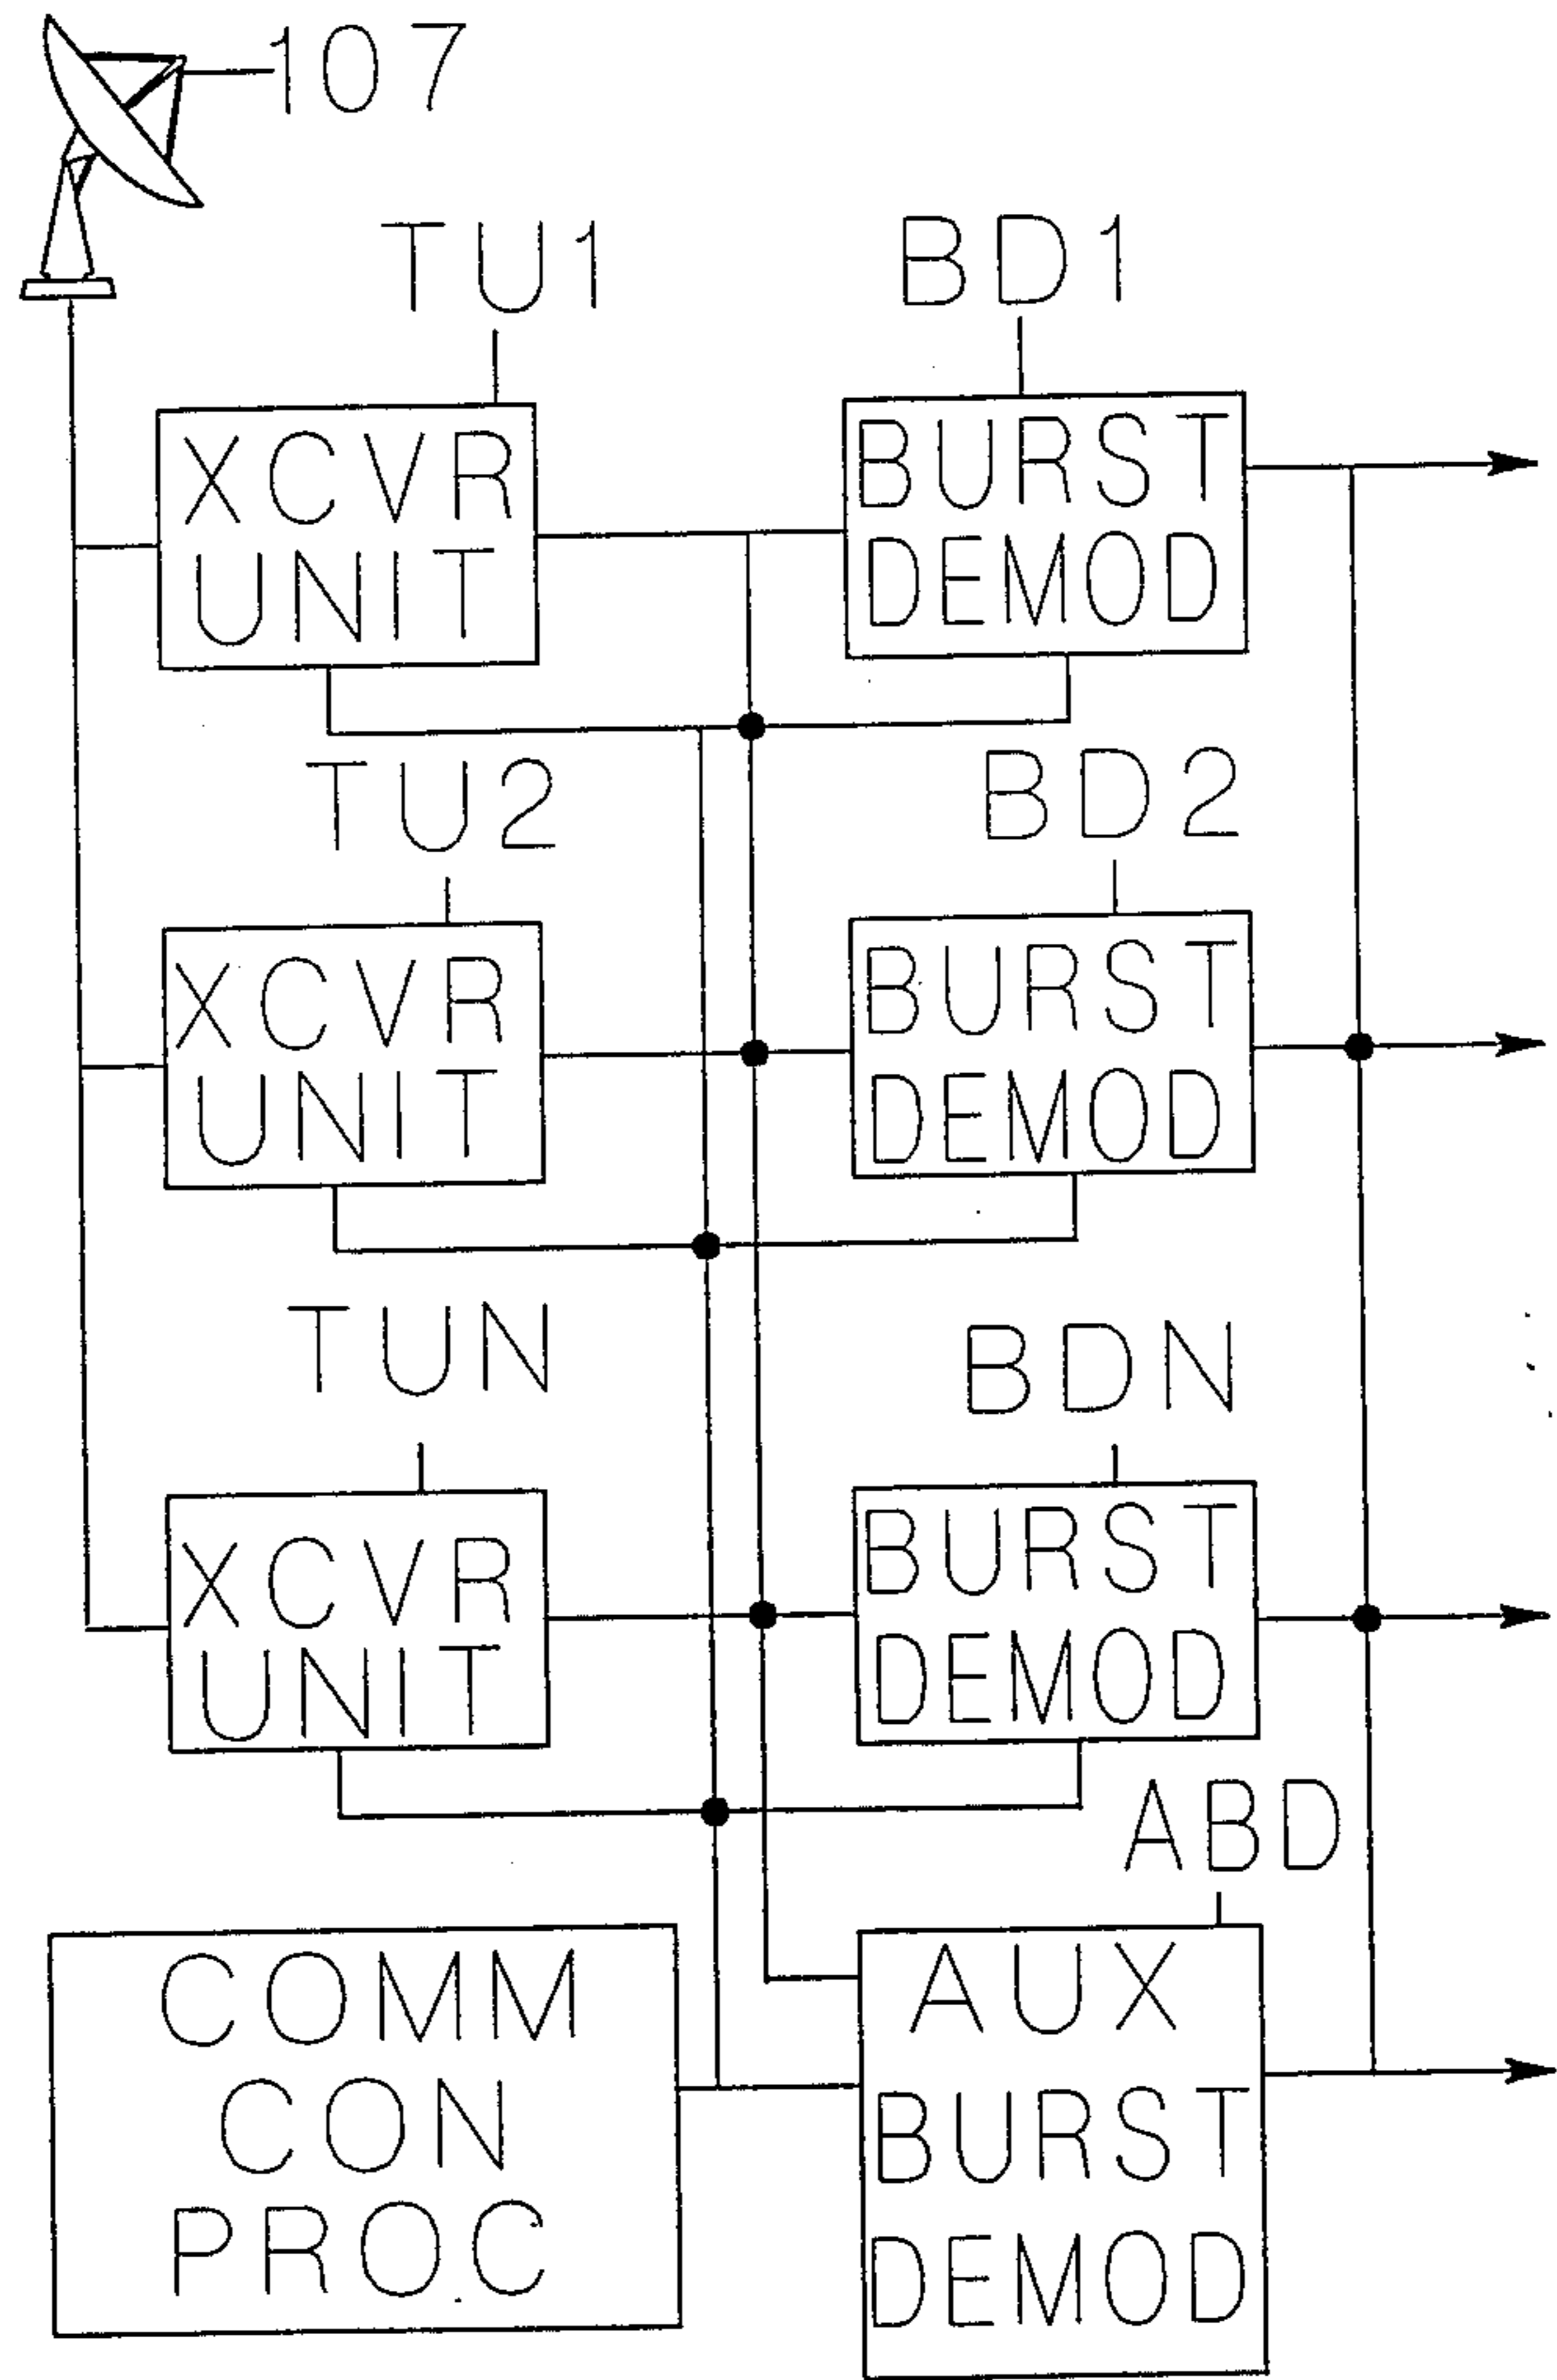 107
TU1
BD1
XCVR
UNIT
BURST
DEMOD
TU2
BD2
XCVR
UNIT
BURST
DEMOD
TUN
BDN
XCVR
UNIT
BURST
DEMOD
ABD
COMM
CON
PROC
AUX
BURST
DEMOD